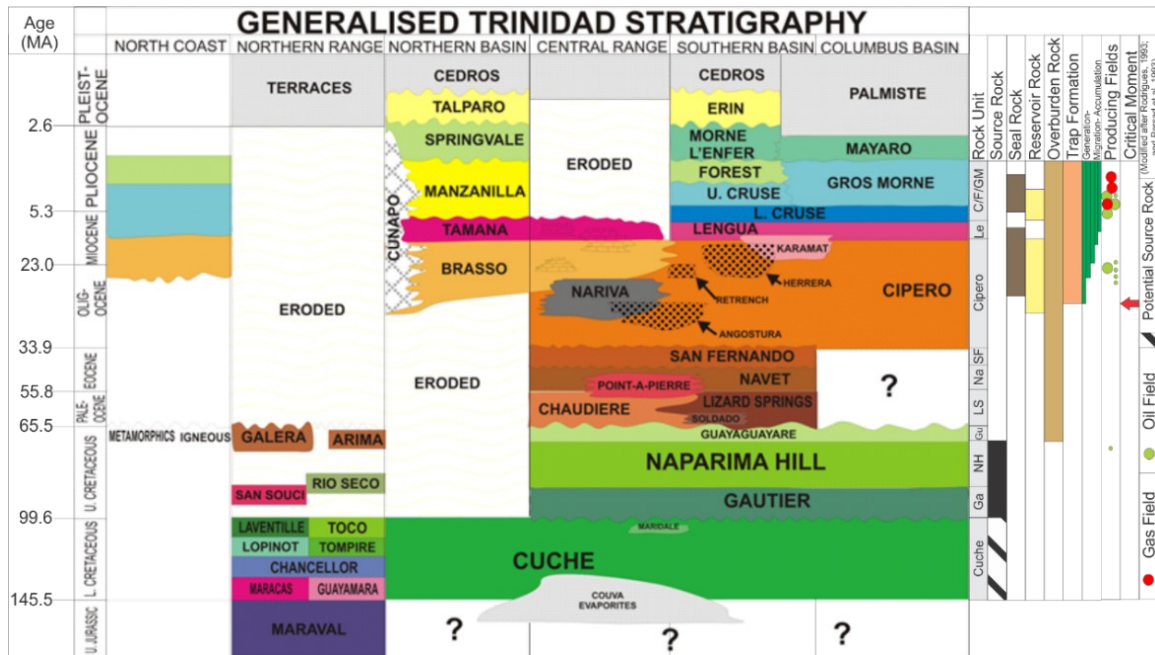 GENERALISED TRINIDAD STRATIGRAPHY
Age
(MA)
NORTH COAST
NORTHERN RANGE
NORTHERN BASIN
CENTRAL RANGE
SOUTHERN BASIN
COLUMBUS BASIN
PLEIST-
OCENE
PLIOCENE
MIOCENE
OLIG-
OCENE
EOCENE
PALE-
OCENE
U. CRETACEOUS
L. CRETACEOUS
U. JURASSIC
2.6
5.3
23.0
33.9
55.8
65.5
99.6
145.5
METAMORPHICS
IGNEOUS
TERRACES
ERODED
GALERA
ARIMA
RIO SECO
SAN SOUCI
LAVENTILLE
TOCO
LOPINOT
TOMPIRE
CHANCELLOR
MARACAS
GUAYAMARA
MARAVAL
CEDROS
TALPARO
SPRINGVALE
MANZANILLA
CUNAPO
TAMANA
BRASSO
ERODED
ERODED
NARIVA
CEDROS
ERIN
MORNE
L'ENFER
FOREST
U. CRUSE
L. CRUSE
LENGUA
KARAMAT
HERRERA
RETRENCH
ANGOSTURA
CIPERO
PALMISTE
MAYARO
GROS MORNE
SAN FERNANDO
NAVET
POINT-A-PIERRE
CHAUDIERE
LIZARD SPRINGS
SOLDADO
?
GUAYAGUAYARE
NAPARIMA HILL
GAUTIER
MARIDALE
CUCHE
COUVA
EVAPORITES
?
?
?
Rock Unit
Source Rock
Seal Rock
Reservoir Rock
Overburden Rock
Trap Formation
Generation-
Migration- Accumulation
Producing Fields
Critical Moment
(Modified after Rodrigues, 1993;
C/F/GM
Le
Cipero
SF
Na
LS
Gu
NH
Ga
Cuche
Potential Source Rock
Oil Field
Gas Field